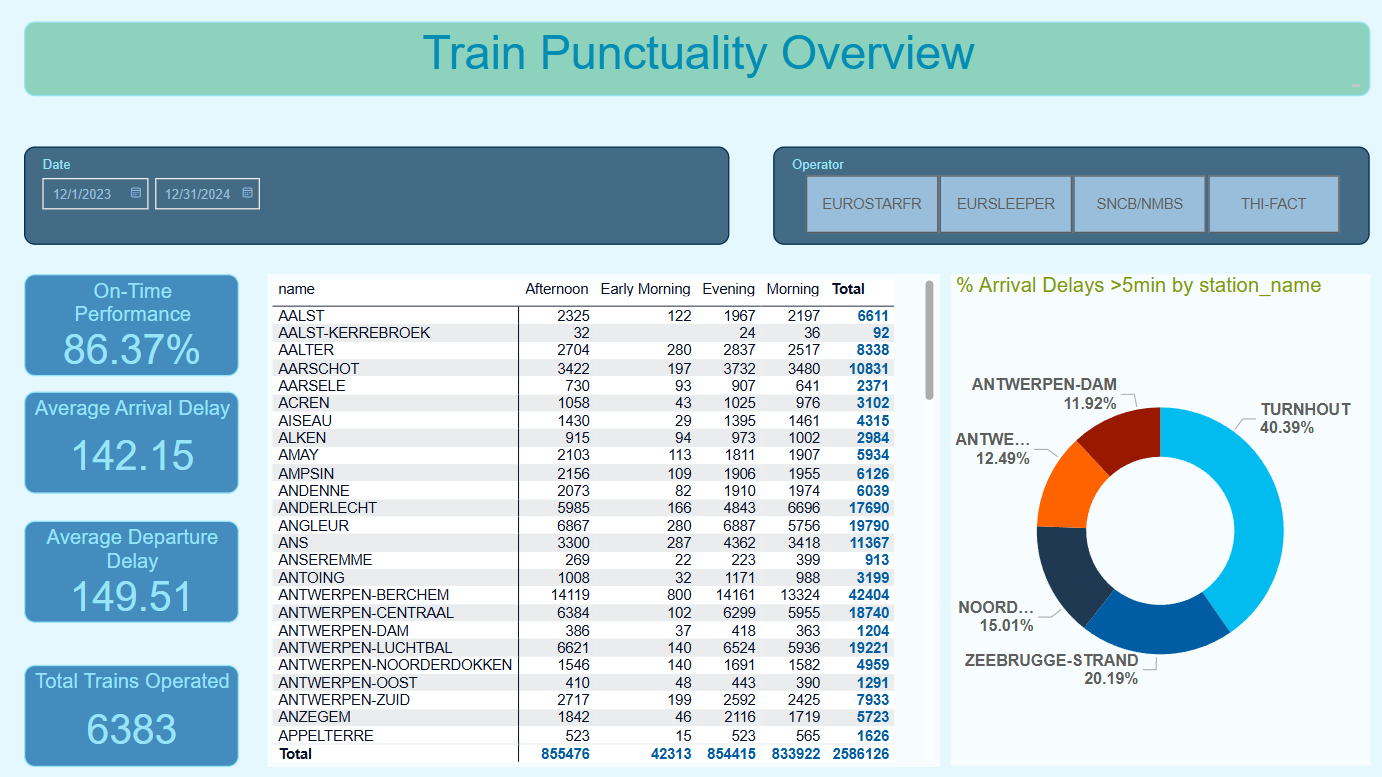 Train Punctuality Overview
Date
12/1/2023 12/31/2024
Operator
EUROSTARFR EURSLEEPER SNCB/NMBS THI-FACT
On-Time
Performance
86.37%
Average Arrival Delay
142.15
Average Departure
Delay
149.51
Total Trains Operated
6383
name Afternoon Early Morning Evening Morning Total
AALST 2325 122 1967 2197 6611
AALST-KERREBROEK 32 24 36 92
AALTER 2704 280 2837 2517 8338
AARSCHOT 3422 197 3732 3480 10831
AARSELE 730 93 907 641 2371
ACREN 1058 43 1025 976 3102
AISEAU 1430 29 1395 1461 4315
ALKEN 915 94 973 1002 2984
AMAY 2103 113 1811 1907 5934
AMPSIN 2156 109 1906 1955 6126
ANDENNE 2073 82 1910 1974 6039
ANDERLECHT 5985 166 4843 6696 17690
ANGLEUR 6867 280 6887 5756 19790
ANS 3300 287 4362 3418 11367
ANSEREMME 269 22 223 399 913
ANTOING 1008 32 1171 988 3199
ANTWERPEN-BERCHEM 14119 800 14161 13324 42404
ANTWERPEN-CENTRAAL 6384 102 6299 5955 18740
ANTWERPEN-DAM 386 37 418 363 1204
ANTWERPEN-LUCHTBAL 6621 140 6524 5936 19221
ANTWERPEN-NOORDERDOKKEN 1546 140 1691 1582 4959
ANTWERPEN-OOST 410 48 443 390 1291
ANTWERPEN-ZUID 2717 199 2592 2425 7933
ANZEGEM 1842 46 2116 1719 5723
APPELTERRE 523 15 523 565 1626
Total 855476 42313 854415 833922 2586126
% Arrival Delays >5min by station_name
ANTWERPEN-DAM
11.92%
TURNHOUT
40.39%
ANTWE...
12.49%
NOORD...
15.01%
ZEEBRUGGE-STRAND
20.19%